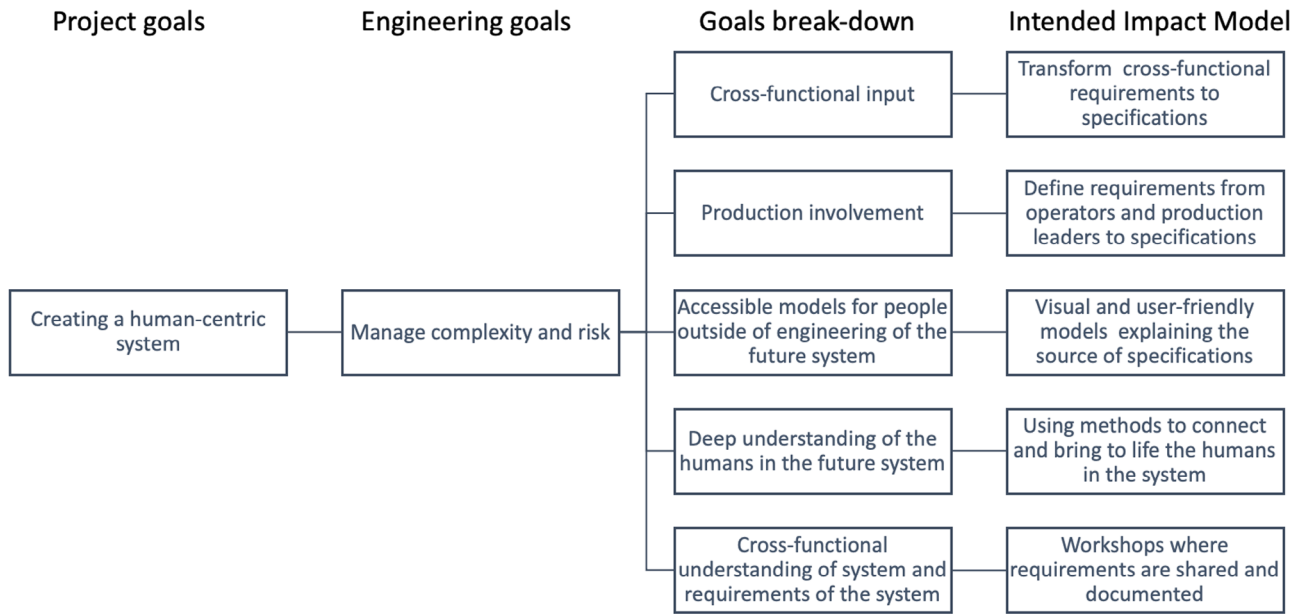 Project goals
Engineering goals
Goals break-down
Intended Impact Model
Creating a human-centric
system
Manage complexity and risk
Cross-functional input
Transform cross-functional
requirements to
specifications
Production involvement
Define requirements from
operators and production
leaders to specifications
Accessible models for people
outside of engineering of the
future system
Visual and user-friendly
models explaining the
source of specifications
Deep understanding of the
humans in the future system
Using methods to connect
and bring to life the humans
in the system
Cross-functional
understanding of system and
requirements of the system
Workshops where
requirements are shared and
documented